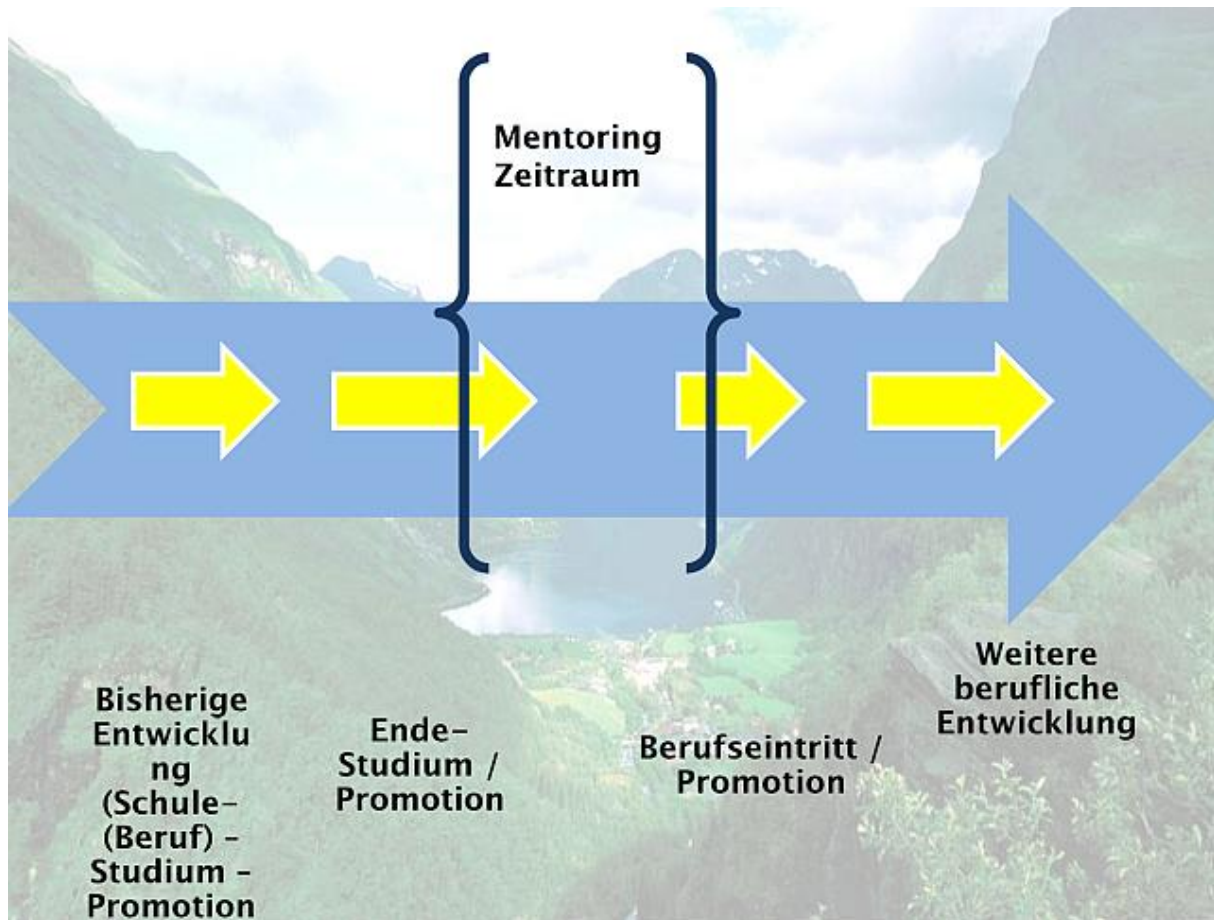 Mentoring
Zeitraum
Bisherige
Entwicklu
ng
(Schule-
(Beruf) -
Studium -
Promotion
Ende-
Studium /
Promotion
Berufseintritt /
Promotion
Weitere
berufliche
Entwicklung